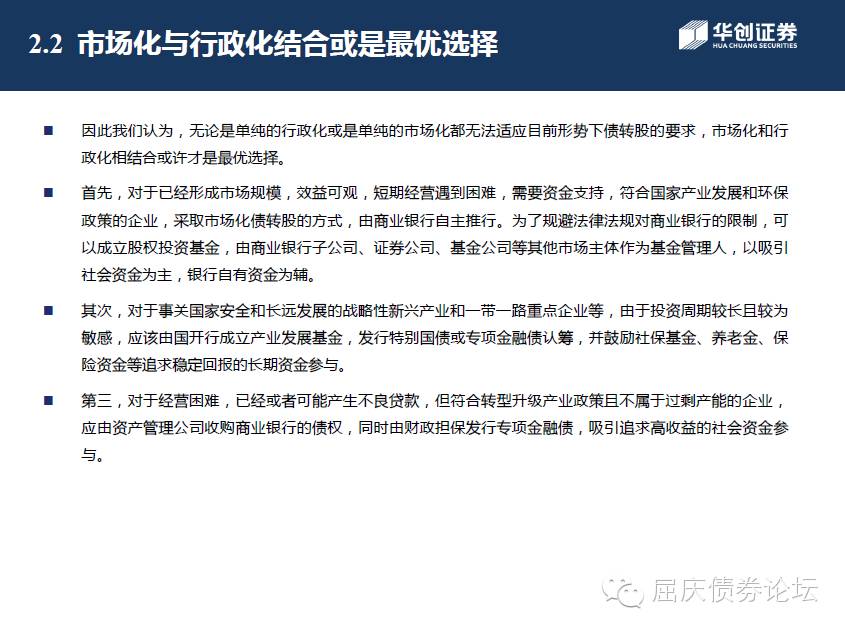 2.2 市场化与行政化结合或是最优选择
华创证券
HUA CHUANG SECURITIES
■ 因此我们认为，无论是单纯的行政化或是单纯的市场化都无法适应目前形势下债转股的要求，市场化和行
政化相结合或许才是最优选择。
■ 首先，对于已经形成市场规模，效益可观，短期经营遇到困难，需要资金支持，符合国家产业发展和环保
政策的企业，采取市场化债转股的方式，由商业银行自主推行。为了规避法律法规对商业银行的限制，可
以成立股权投资基金，由商业银行子公司、证券公司、基金公司等其他市场主体作为基金管理人，以吸引
社会资金为主，银行自有资金为辅。
■ 其次，对于事关国家安全和长远发展的战略性新兴产业和一带一路重点企业等，由于投资周期较长且较为
敏感，应该由国开行成立产业发展基金，发行特别国债或专项金融债认筹，并鼓励社保基金、养老金、保
险资金等追求稳定回报的长期资金参与。
■ 第三，对于经营困难，已经或者可能产生不良贷款，但符合转型升级产业政策且不属于过剩产能的企业，
应由资产管理公司收购商业银行的债权，同时由财政担保发行专项金融债，吸引追求高收益的社会资金参
与。
屈庆债券论坛